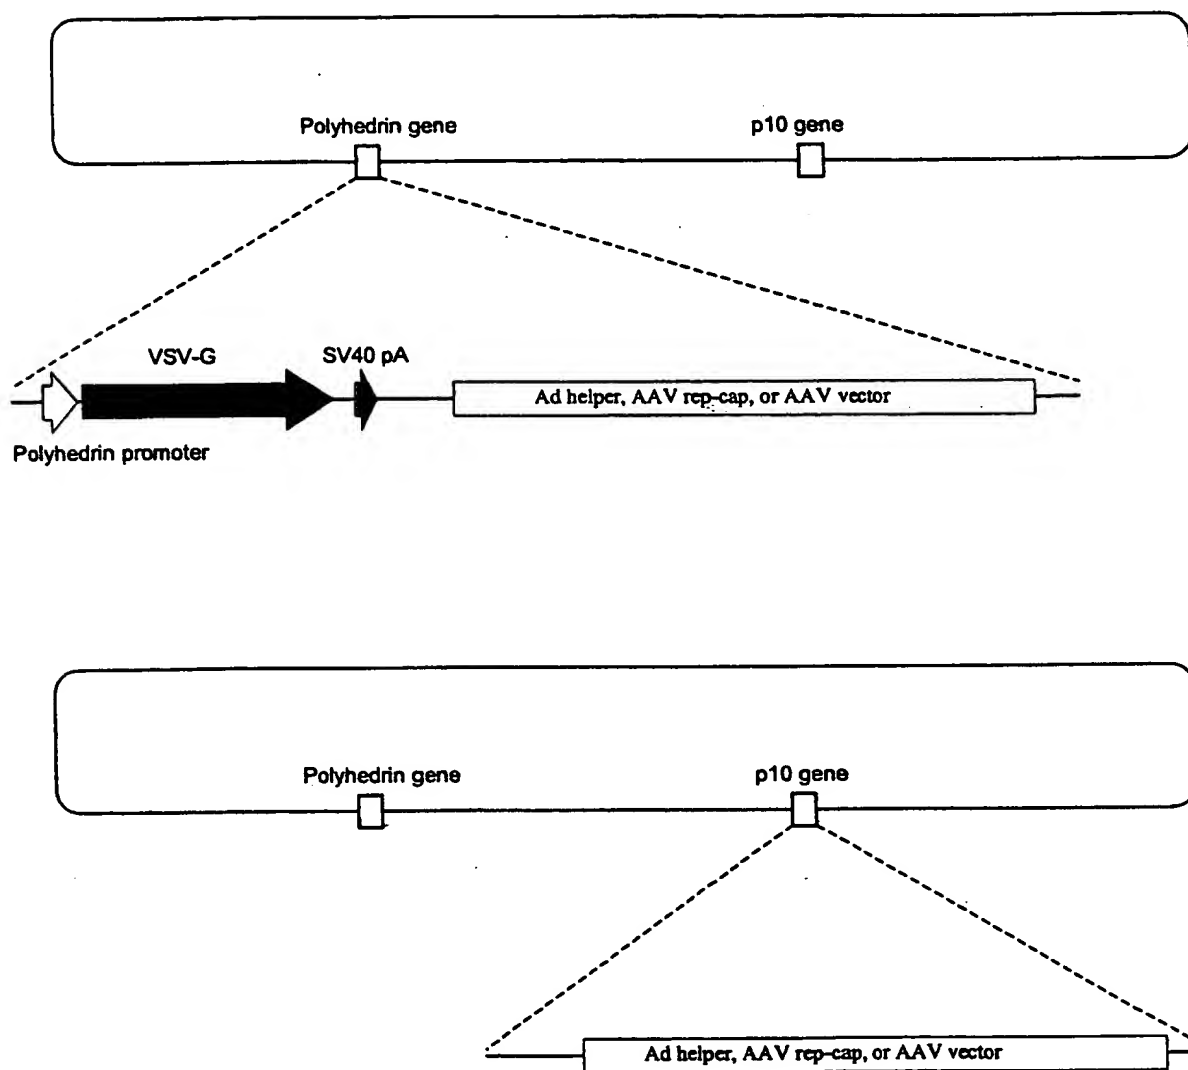 Polyhedrin gene
p10 gene
VSV-G
SV40 pA
Ad helper, AAV rep-cap, or AAV vector
Polyhedrin promoter
Polyhedrin gene
p10 gene
Ad helper, AAV rep-cap, or AAV vector